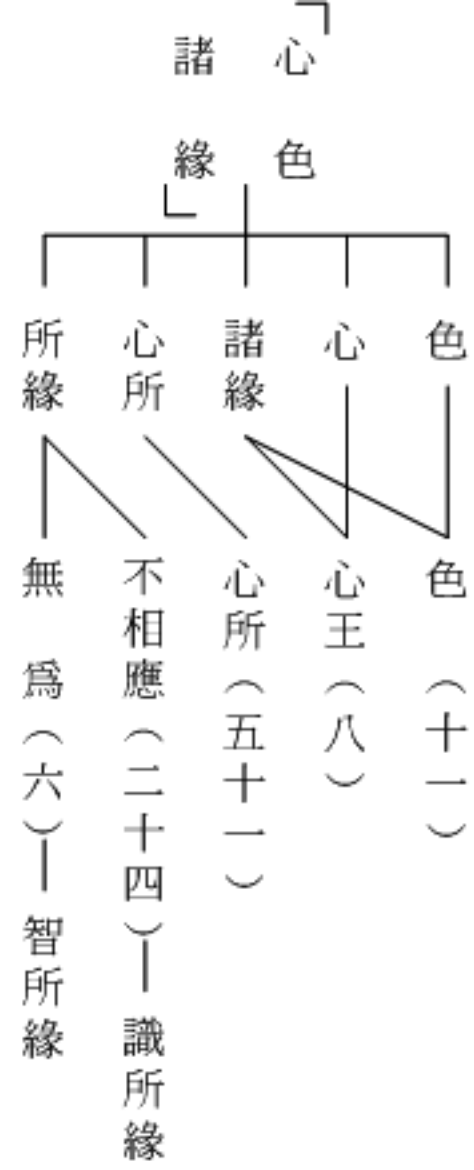 ﹁心色
諸緣﹂
色
心
諸緣
心所
所緣
色（十一）
心王（八）
心所（五十一）
不相應（二十四）—識所緣
無為（六）—智所緣